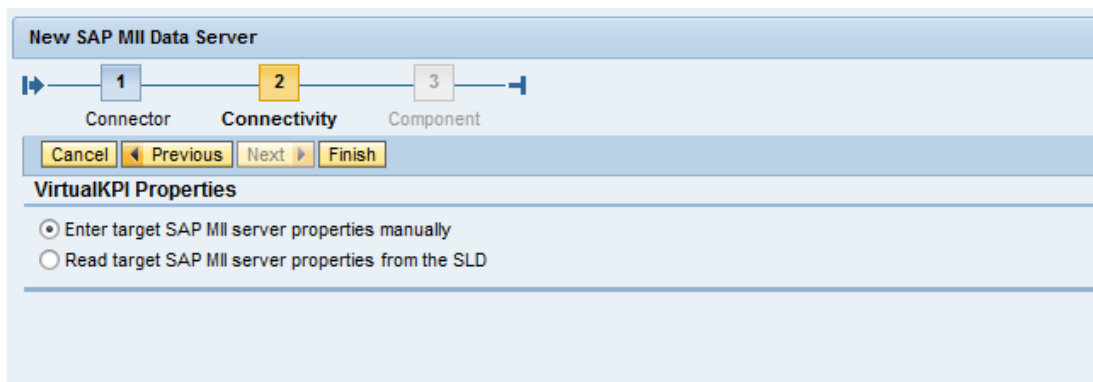 New SAP MII Data Server
1 2 3
Connector Connectivity Component
Cancel Previous Next Finish
VirtualKPI Properties
Enter target SAP MII server properties manually
Read target SAP MII server properties from the SLD